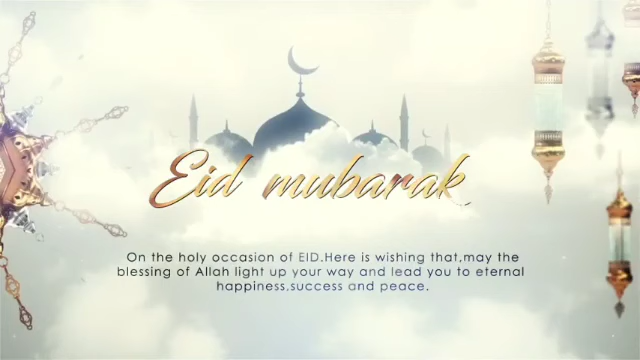 Eid mubarak
On the holy occasion of EID.Here is wishing that,may the
blessing of Allah light up your way and lead you to eternal
happiness,success and peace.